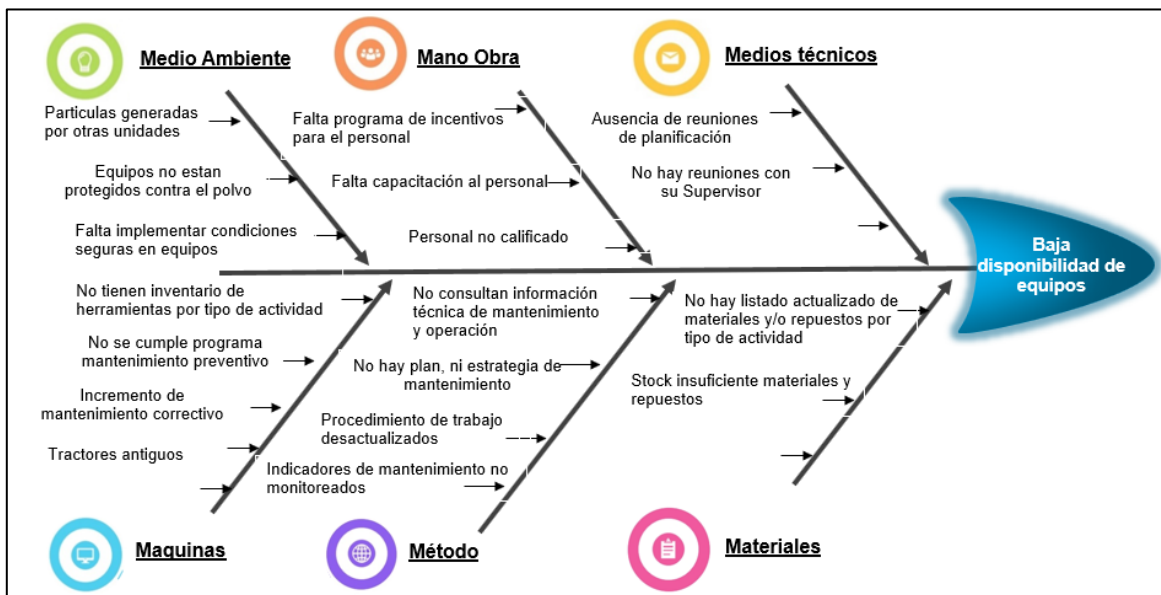 Medio Ambiente
Particulas generadas
por otras unidades
Equipos no estan
protegidos contra el polvo
Falta implementar condiciones
seguras en equipos
Mano Obra
Falta programa de incentivos
para el personal
Falta capacitación al personal
Personal no calificado
Medios técnicos
Ausencia de reuniones
de planificación
No hay reuniones con
su Supervisor
Baja
disponibilidad de
equipos
No tienen inventario de
herramientas por tipo de actividad
No se cumple programa
mantenimiento preventivo
Incremento de
mantenimiento correctivo
Tractores antiguos
Maquinas
No consultan información
técnica de mantenimiento
y operación
No hay plan, ni estrategia de
mantenimiento
Procedimiento de trabajo
desactualizados
Indicadores de mantenimiento no
monitoreados
Método
No hay listado actualizado de
materiales y/o repuestos por
tipo de actividad
Stock insuficiente materiales y
repuestos
Materiales